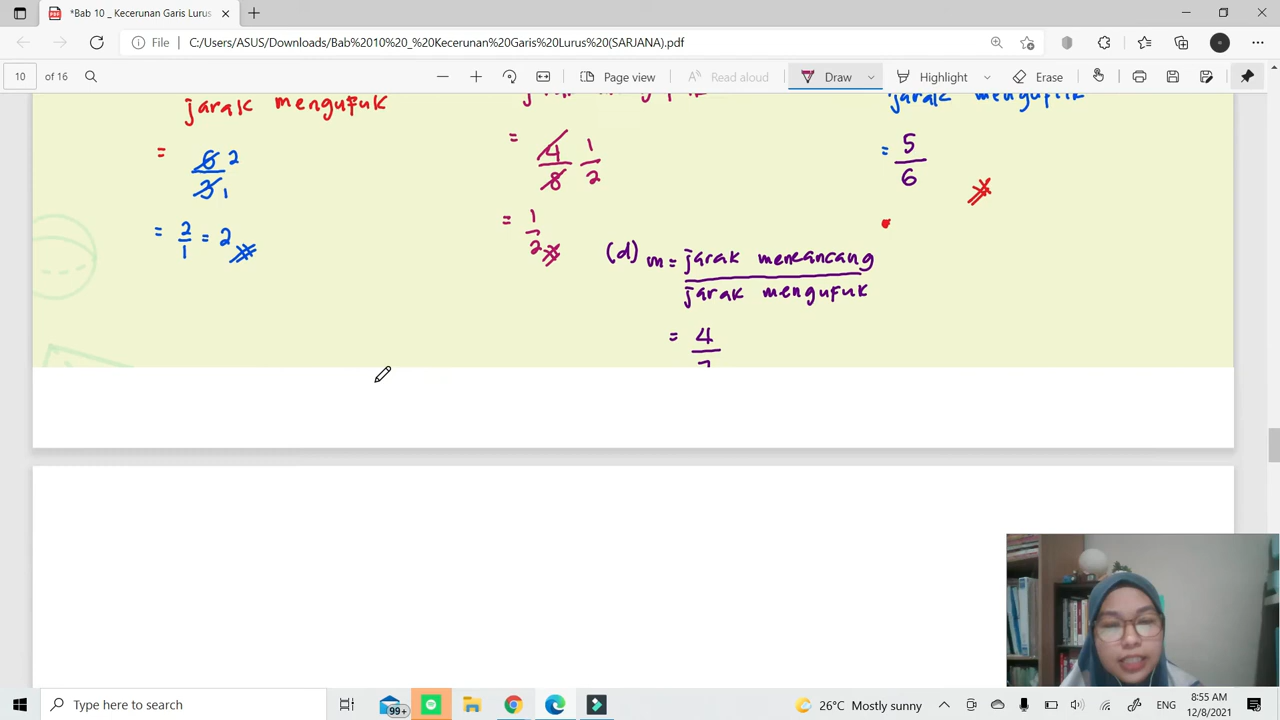 *Bab 10 _ Kecerunan Garis Lurus
File C:/Users/ASUS/Downloads/Bab%2010%20_%20Kecerunan%20Garis%20Lurus%20(SARJANA).pdf
10 of 16 Page view Read aloud Draw Highlight Erase
jarak mengufuk
jarak mengufuk
= 6 2
3 1
= 2/1 = 2
= 4 1
8 2
= 1
2
= 5
6
(d) m = jarak mencancang
jarak mengufuk
= 4
Type here to search
99+
26°C Mostly sunny
ENG
8:55 AM
12/8/2021